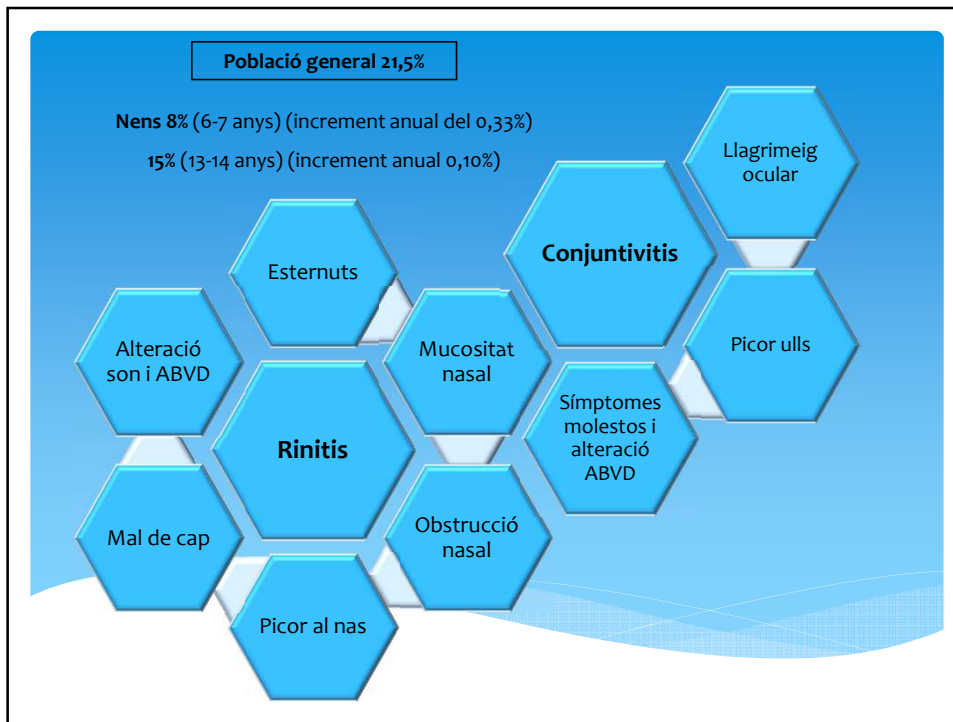 Població general 21,5%
Nens 8% (6-7 anys) (increment anual del 0,33%)
15% (13-14 anys) (increment anual 0,10%)
Llagrimeig
ocular
Conjuntivitis
Esternuts
Picor ulls
Alteració
son i ABVD
Mucositat
nasal
Símptomes
molestos i
alteració
ABVD
Rinitis
Mal de cap
Obstrucció
nasal
Picor al nas